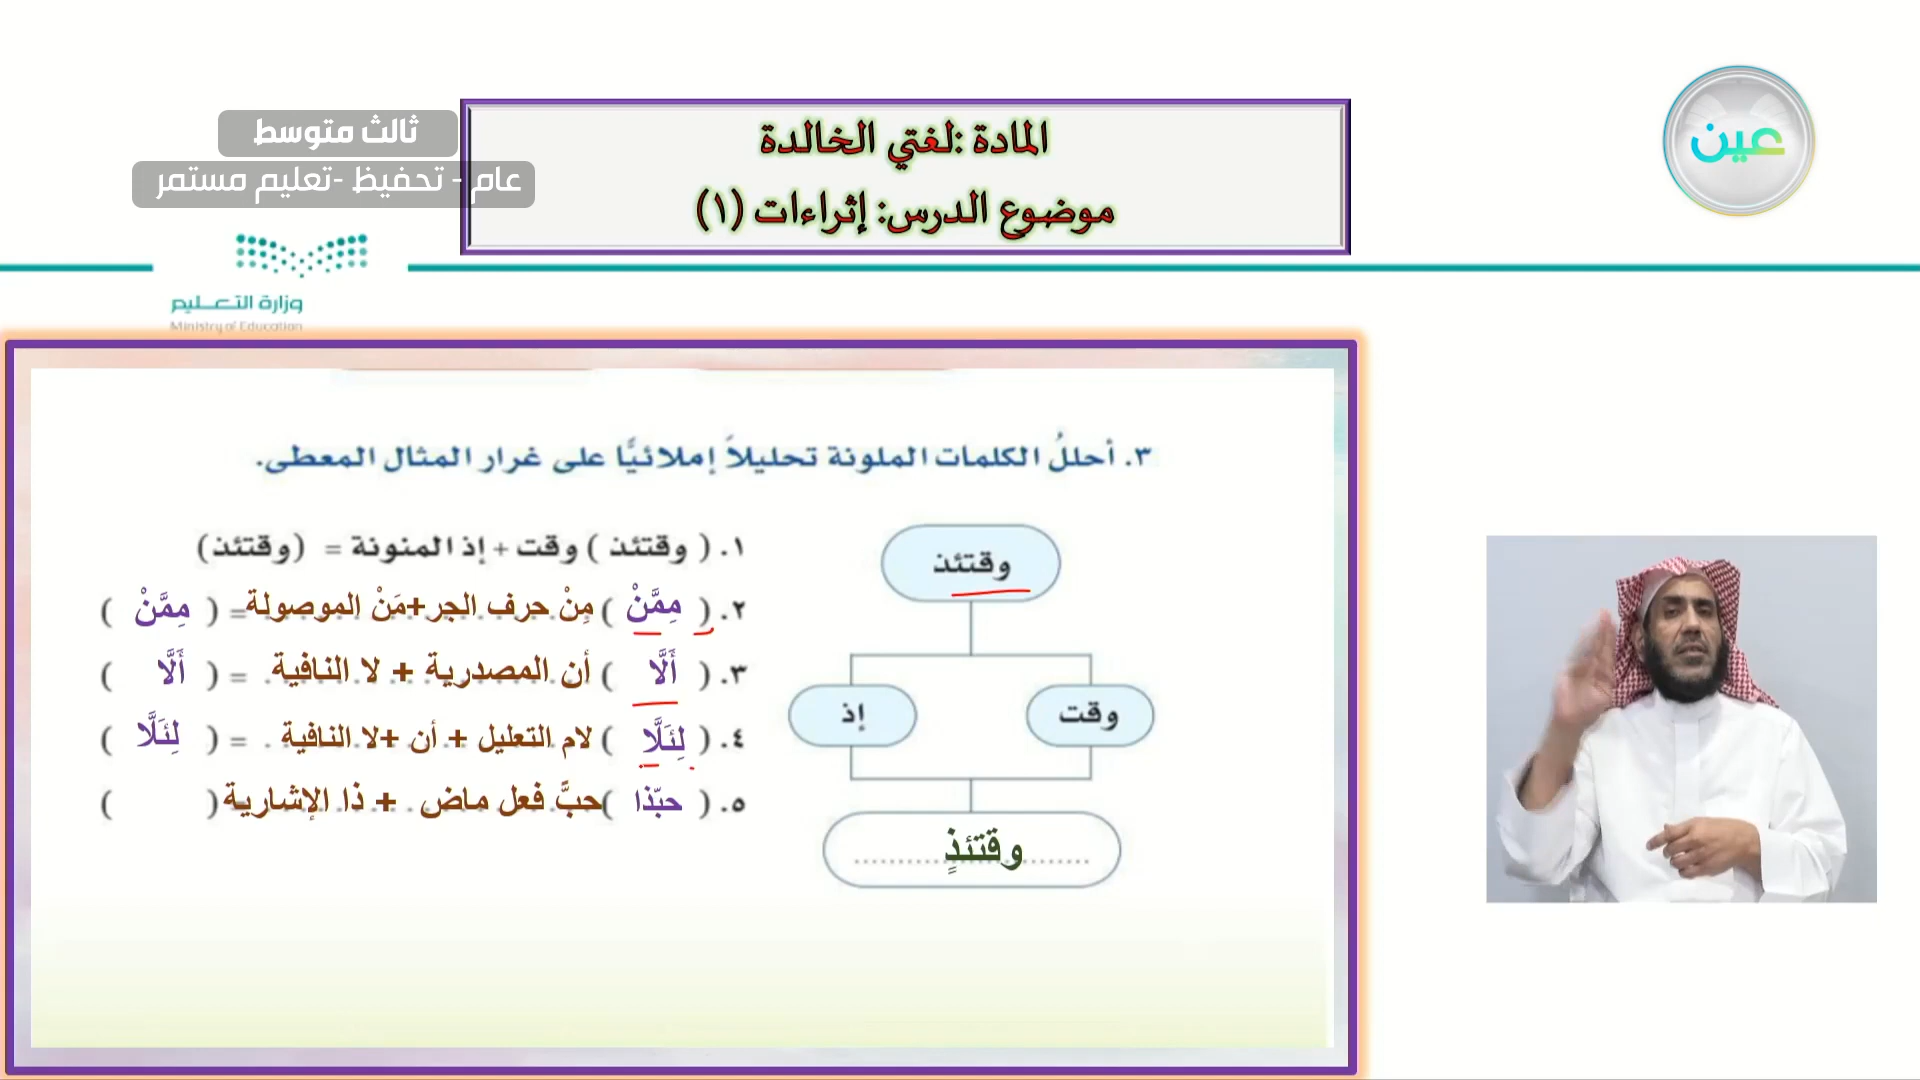 المادة :لغتي الخالدة
موضوع الدرس: إثراءات (١)
عين
ثالث متوسط
عام - تحفيظ -تعليم مستمر
وزارة التعـــليم
Ministry of Education
٣. أحللُ الكلمات الملونة تحليلاً إملائيًّا على غرار المثال المعطى.
١. ( وقتئذ ) وقت + إذ المنونة = (وقتئذ)
٢. ( مِمَّنْ ) مِنْ حرف الجر+مَنْ الموصولة= ( مِمَّنْ )
٣. ( أَلَّا ) أن المصدرية + لا النافية = ( أَلَّا )
٤. ( لِئَلَّا ) لام التعليل + أن +لا النافية = ( لِئَلَّا )
٥. ( حبّذا )حبَّ فعل ماض + ذا الإشارية ( )
وقتئذ
وقت
إذ
وقتئذٍ